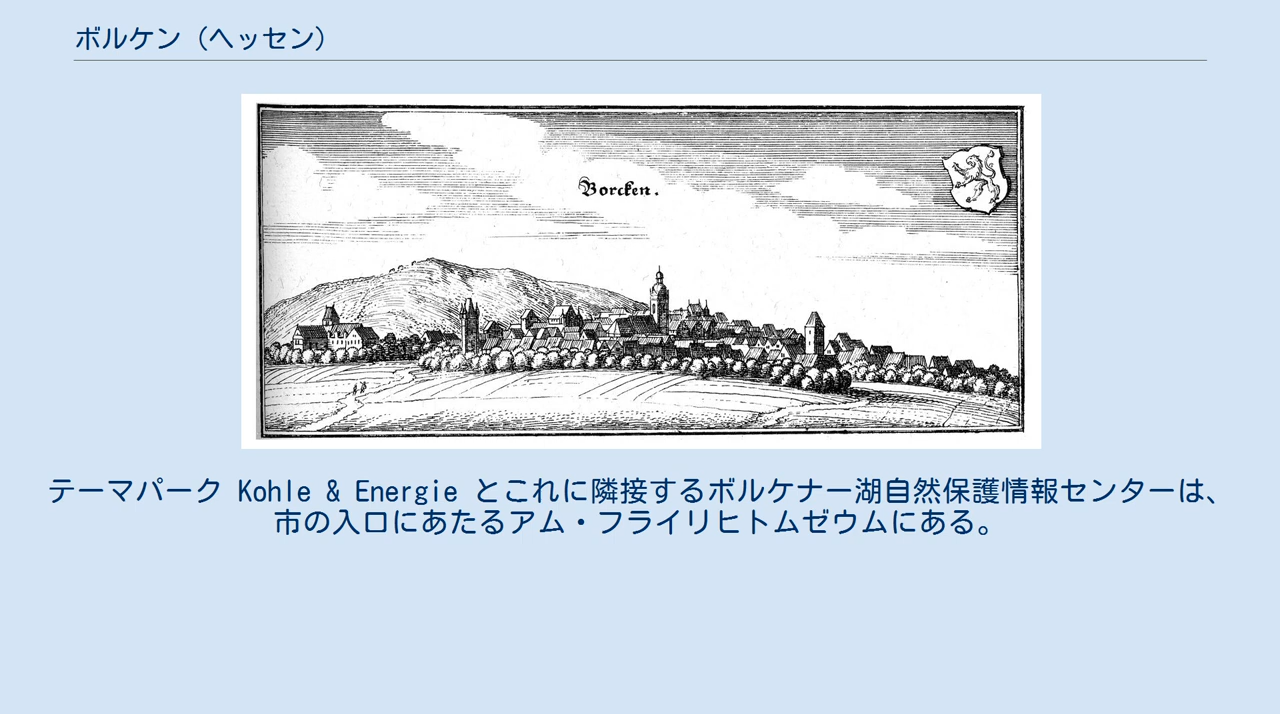 ボルケン（ヘッセン）
Borcken.
テーマパーク Kohle & Energie とこれに隣接するボルケナー湖自然保護情報センターは、
市の入口にあたるアム・フライリヒトムゼウムにある。